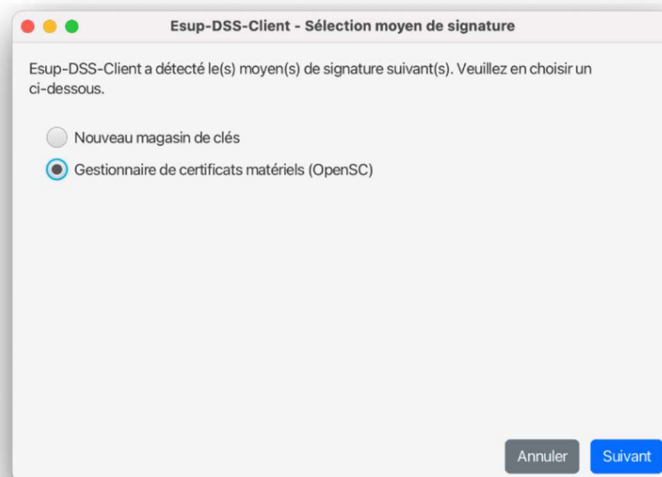 Esup-DSS-Client - Sélection moyen de signature
Esup-DSS-Client a détecté le(s) moyen(s) de signature suivant(s). Veuillez en choisir un
ci-dessous.
Nouveau magasin de clés
Gestionnaire de certificats matériels (OpenSC)
Annuler
Suivant